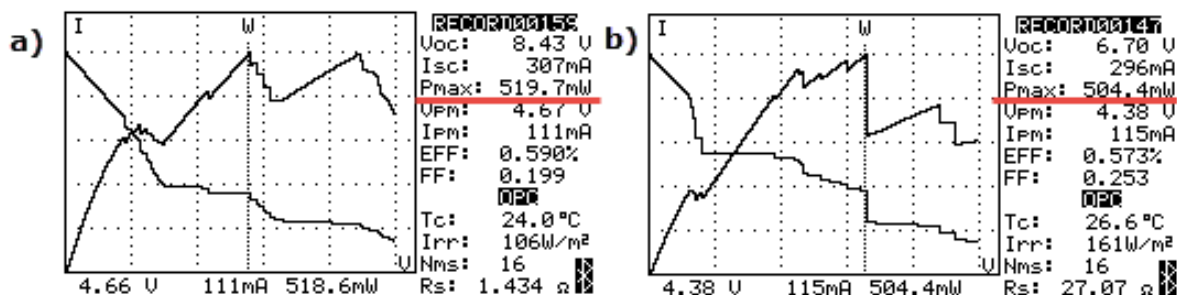 a)
I
W
V
4.66 V 111mA 518.6mW
RECORD00159
Voc: 8.43 V
Isc: 307mA
Pmax: 519.7mW
Vpm: 4.67 V
Ipm: 111mA
EFF: 0.590%
FF: 0.199
OPC
Tc: 24.0°C
Irr: 106W/m²
Nms: 16
Rs: 1.434 Ω
b)
I
W
V
4.38 V 115mA 504.4mW
RECORD00147
Voc: 6.70 V
Isc: 296mA
Pmax: 504.4mW
Vpm: 4.38 V
Ipm: 115mA
EFF: 0.573%
FF: 0.253
OPC
Tc: 26.6°C
Irr: 161W/m²
Nms: 16
Rs: 27.07 Ω